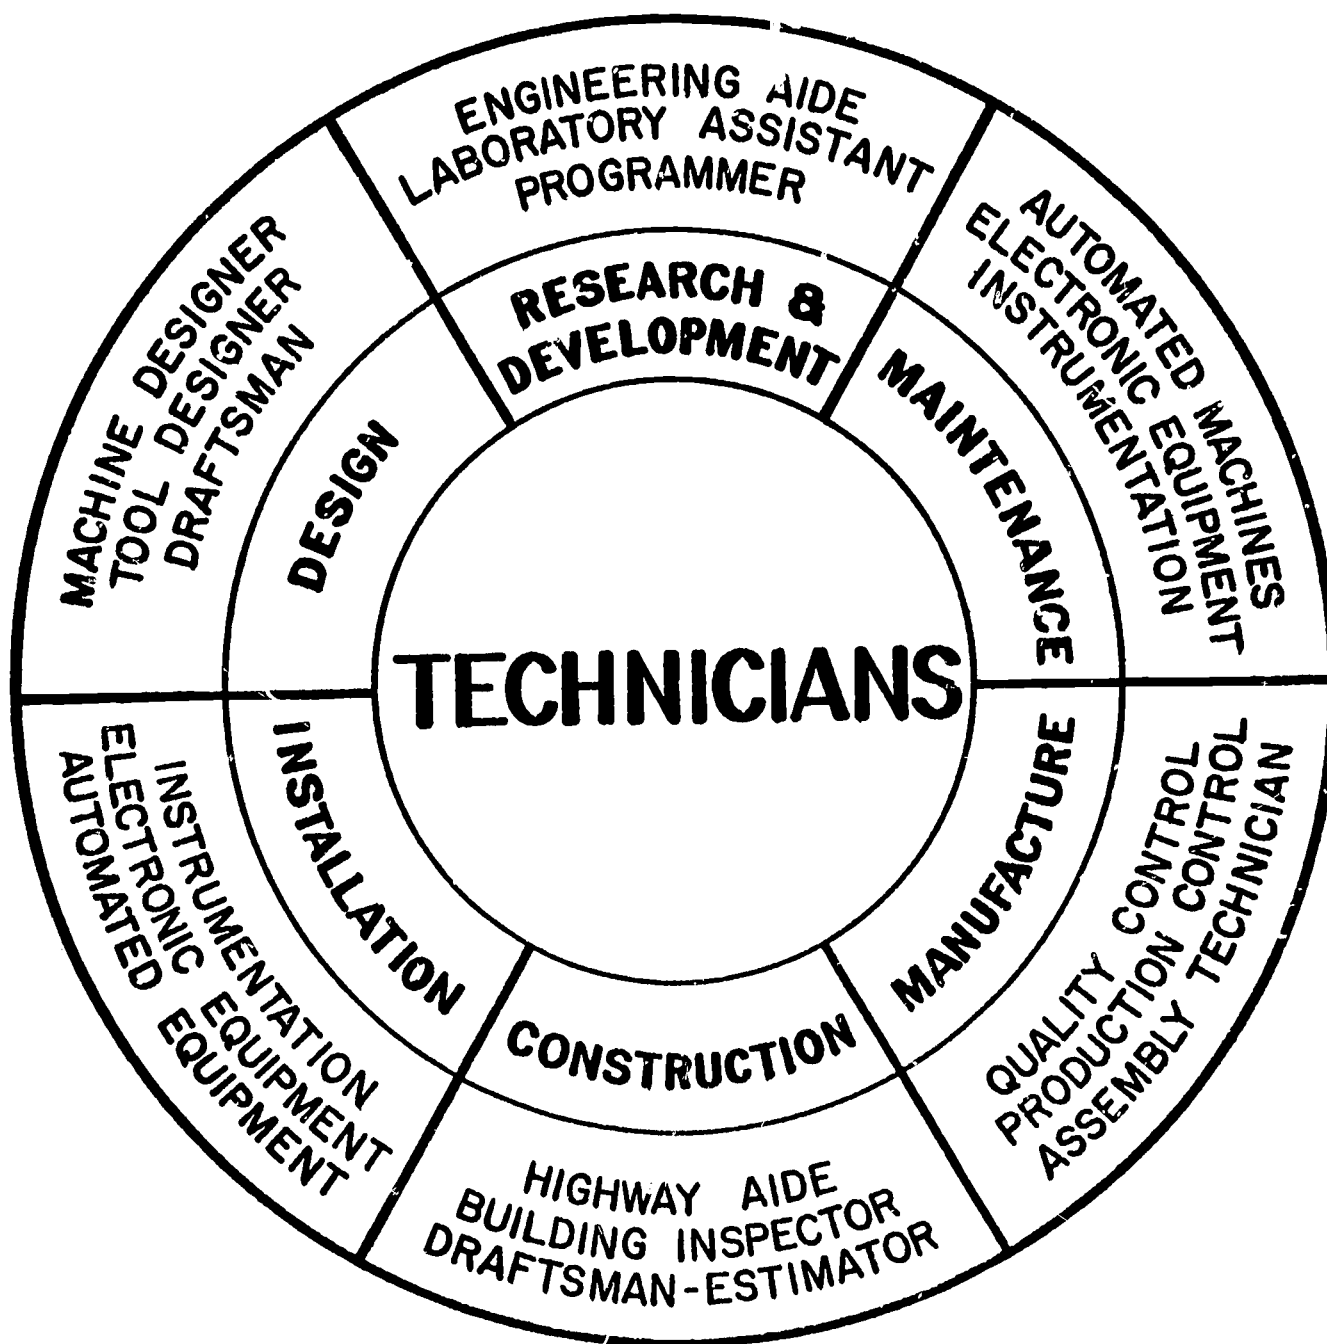 ENGINEERING AIDE
LABORATORY ASSISTANT
PROGRAMMER
RESEARCH &
DEVELOPMENT
AUTOMATED MACHINES
ELECTRONIC EQUIPMENT
INSTRUMENTATION
MAINTENANCE
MANUFACTURE
QUALITY CONTROL
PRODUCTION CONTROL
ASSEMBLY TECHNICIAN
CONSTRUCTION
HIGHWAY AIDE
BUILDING INSPECTOR
DRAFTSMAN-ESTIMATOR
INSTALLATION
INSTRUMENTATION
ELECTRONIC EQUIPMENT
AUTOMATED EQUIPMENT
MACHINE DESIGNER
TOOL DESIGNER
DRAFTSMAN
DESIGN
TECHNICIANS